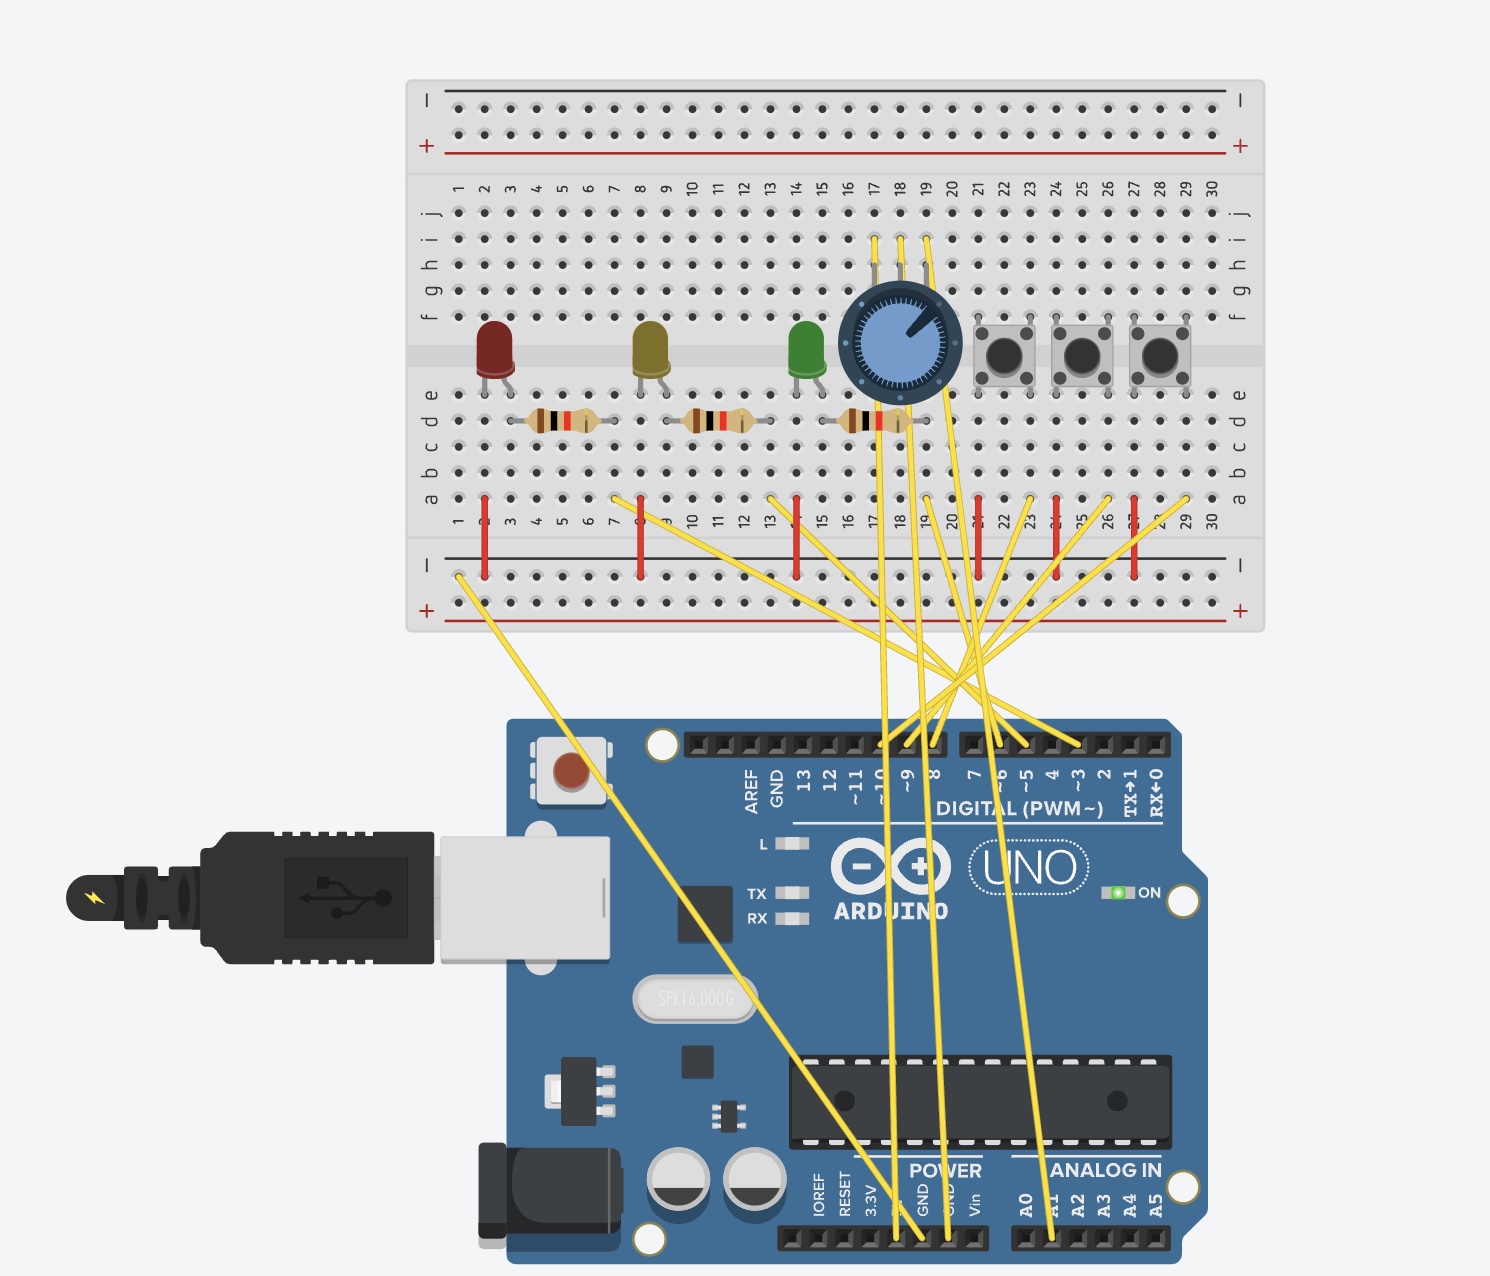 − −
+ +
1 2 3 4 5 6 7 8 9 10 11 12 13 14 15 16 17 18 19 20 21 22 23 24 25 26 27 28 29 30
j j
i i
h h
g g
f f
e e
d d
c c
b b
a a
1 2 3 4 5 6 7 8 9 10 11 12 13 14 15 16 17 18 19 20 21 22 23 24 25 26 27 28 29 30
− −
+ +
AREF GND 13 12 ~11 ~10 ~9 8 7 ~6 ~5 4 ~3 2 TX→1 RX←0
DIGITAL (PWM~)
L
TX
RX
UNO
ON
ARDUINO
SPK16.000G
POWER ANALOG IN
IOREF RESET 3.3V 5V GND GND Vin A0 A1 A2 A3 A4 A5